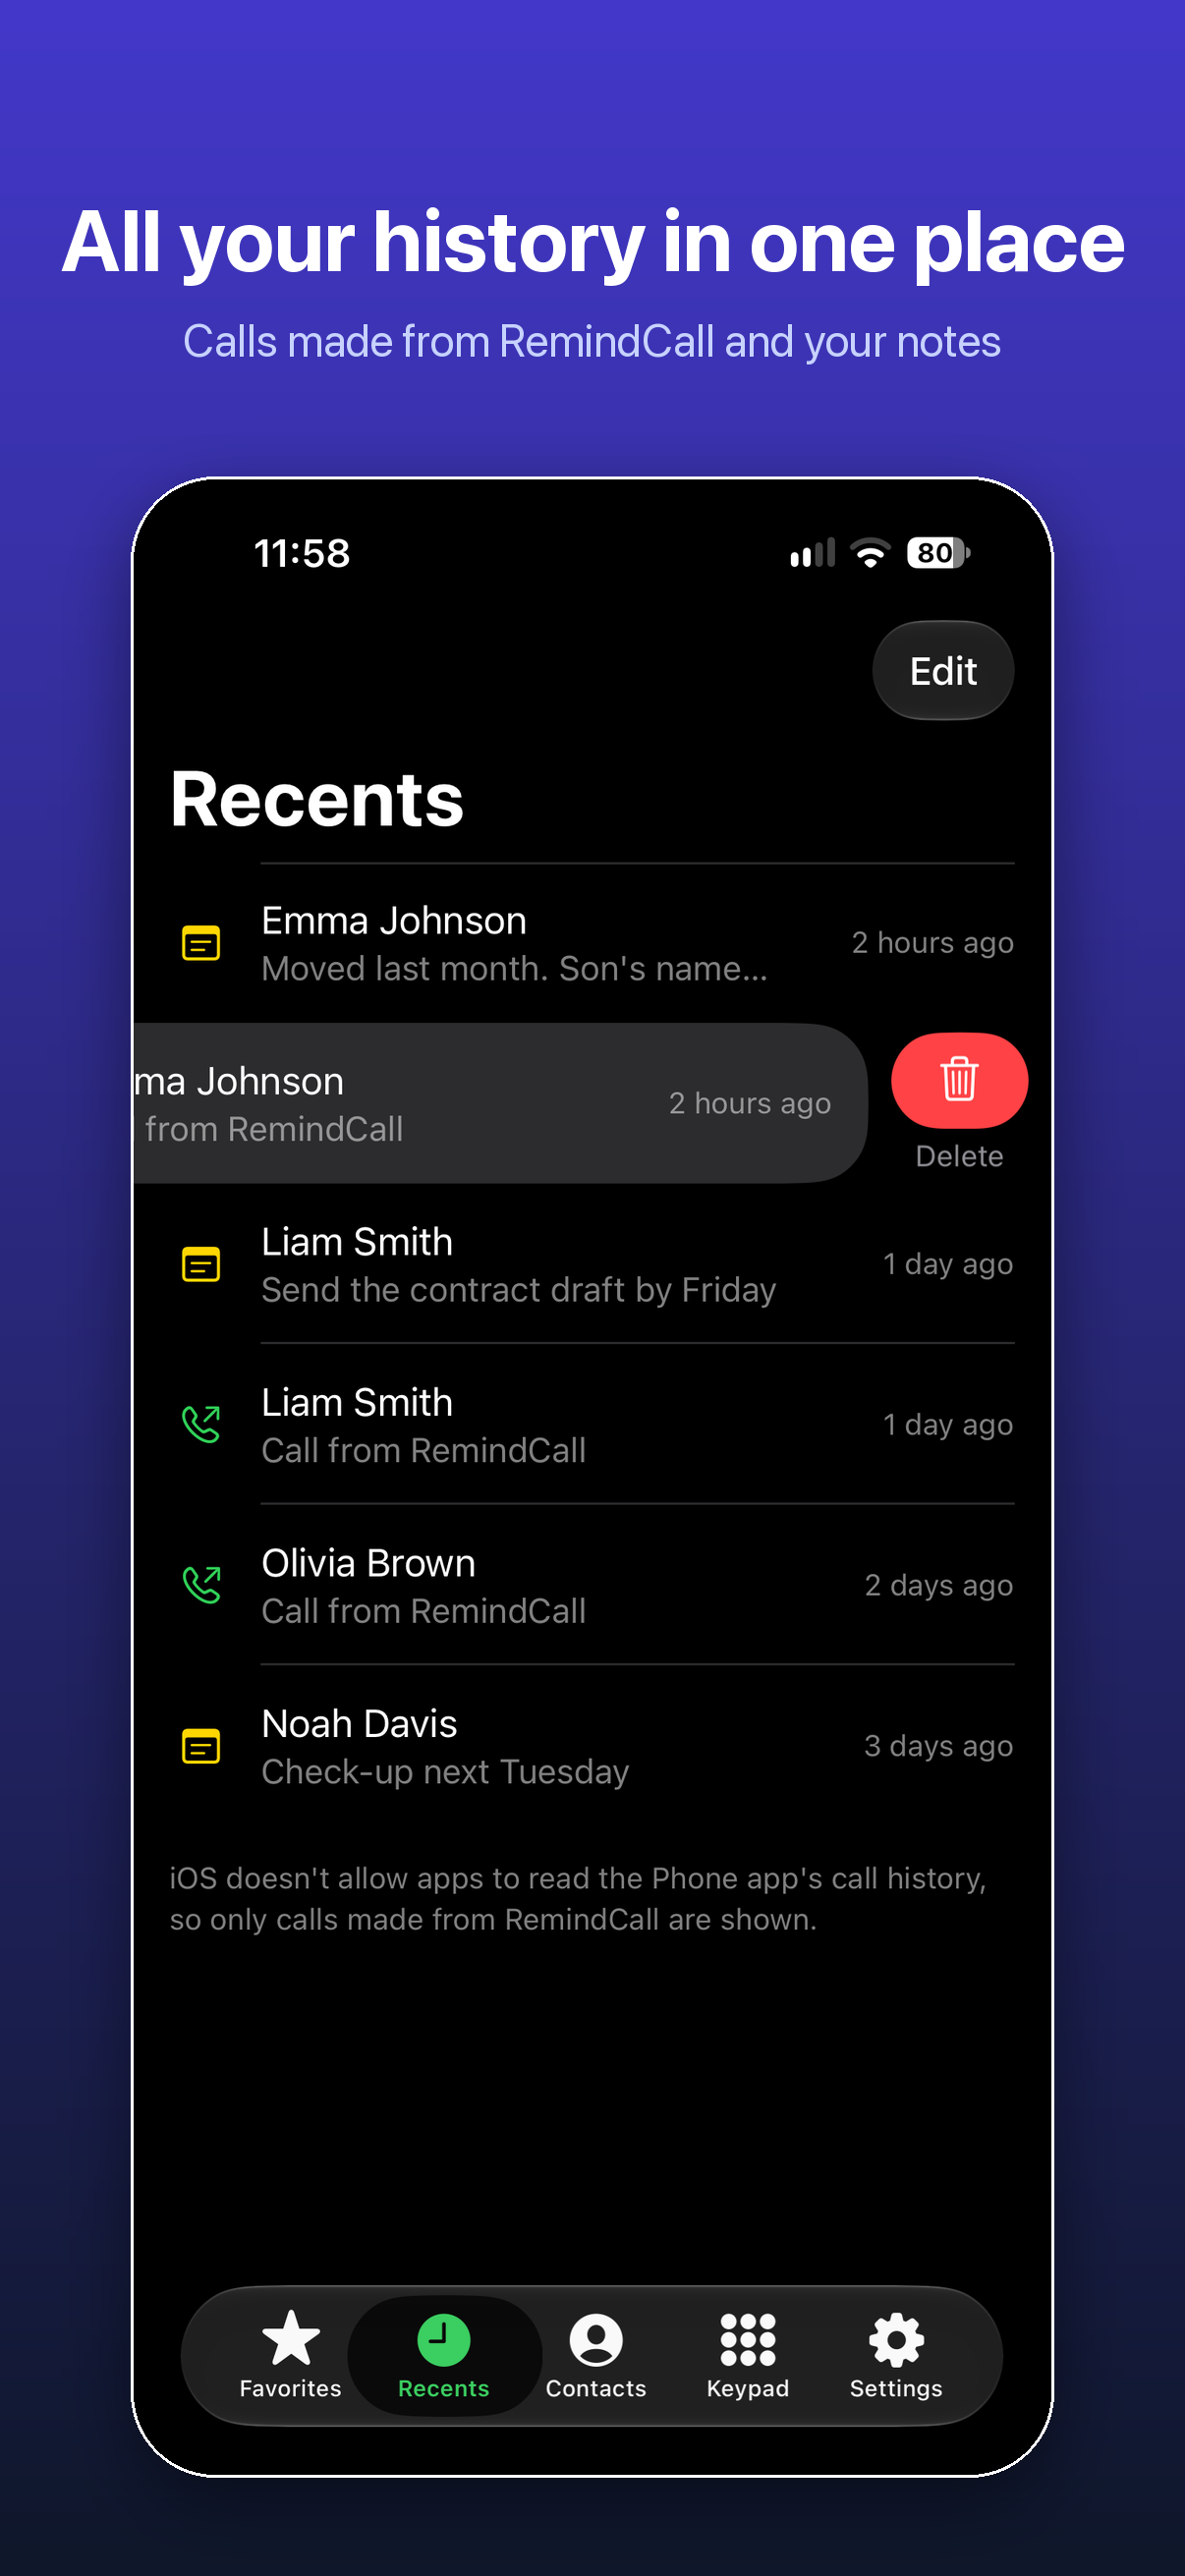 All your history in one place
Calls made from RemindCall and your notes
11:58
80
Edit
Recents
Emma Johnson
Moved last month. Son's name...
2 hours ago
ma Johnson
from RemindCall
2 hours ago
Delete
Liam Smith
Send the contract draft by Friday
1 day ago
Liam Smith
Call from RemindCall
1 day ago
Olivia Brown
Call from RemindCall
2 days ago
Noah Davis
Check-up next Tuesday
3 days ago
iOS doesn't allow apps to read the Phone app's call history,
so only calls made from RemindCall are shown.
Favorites
Recents
Contacts
Keypad
Settings